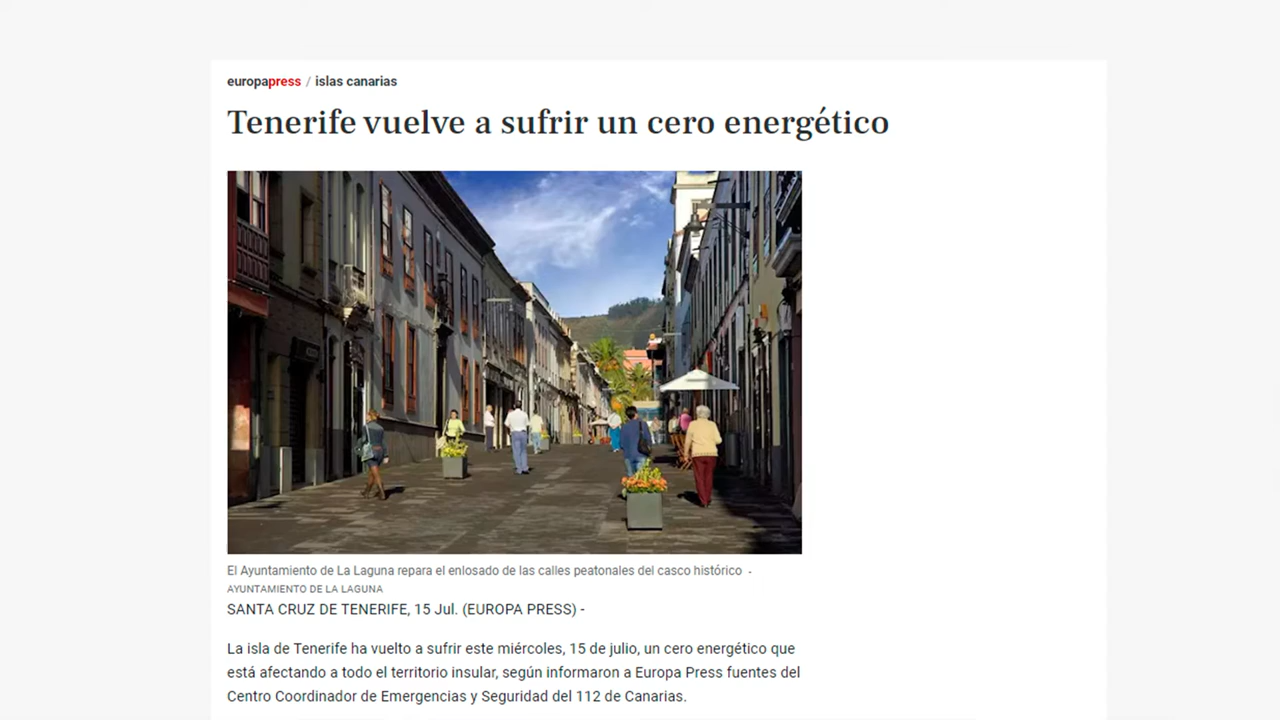 europapress / islas canarias
Tenerife vuelve a sufrir un cero energético
El Ayuntamiento de La Laguna repara el enlosado de las calles peatonales del casco histórico -
AYUNTAMIENTO DE LA LAGUNA
SANTA CRUZ DE TENERIFE, 15 Jul. (EUROPA PRESS) -
La isla de Tenerife ha vuelto a sufrir este miércoles, 15 de julio, un cero energético que
está afectando a todo el territorio insular, según informaron a Europa Press fuentes del
Centro Coordinador de Emergencias y Seguridad del 112 de Canarias.